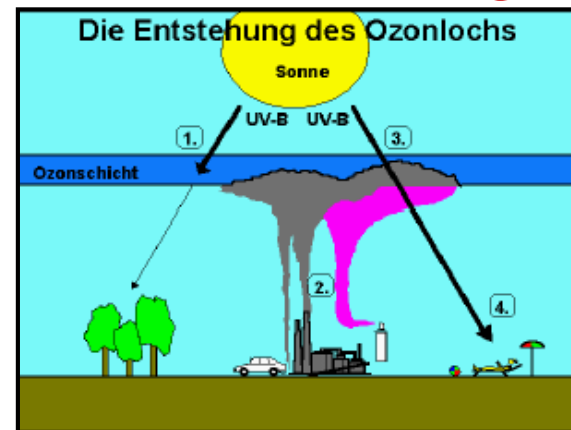 Die Entstehung des Ozonlochs
Sonne
UV-B UV-B
1.
3.
Ozonschicht
2.
4.